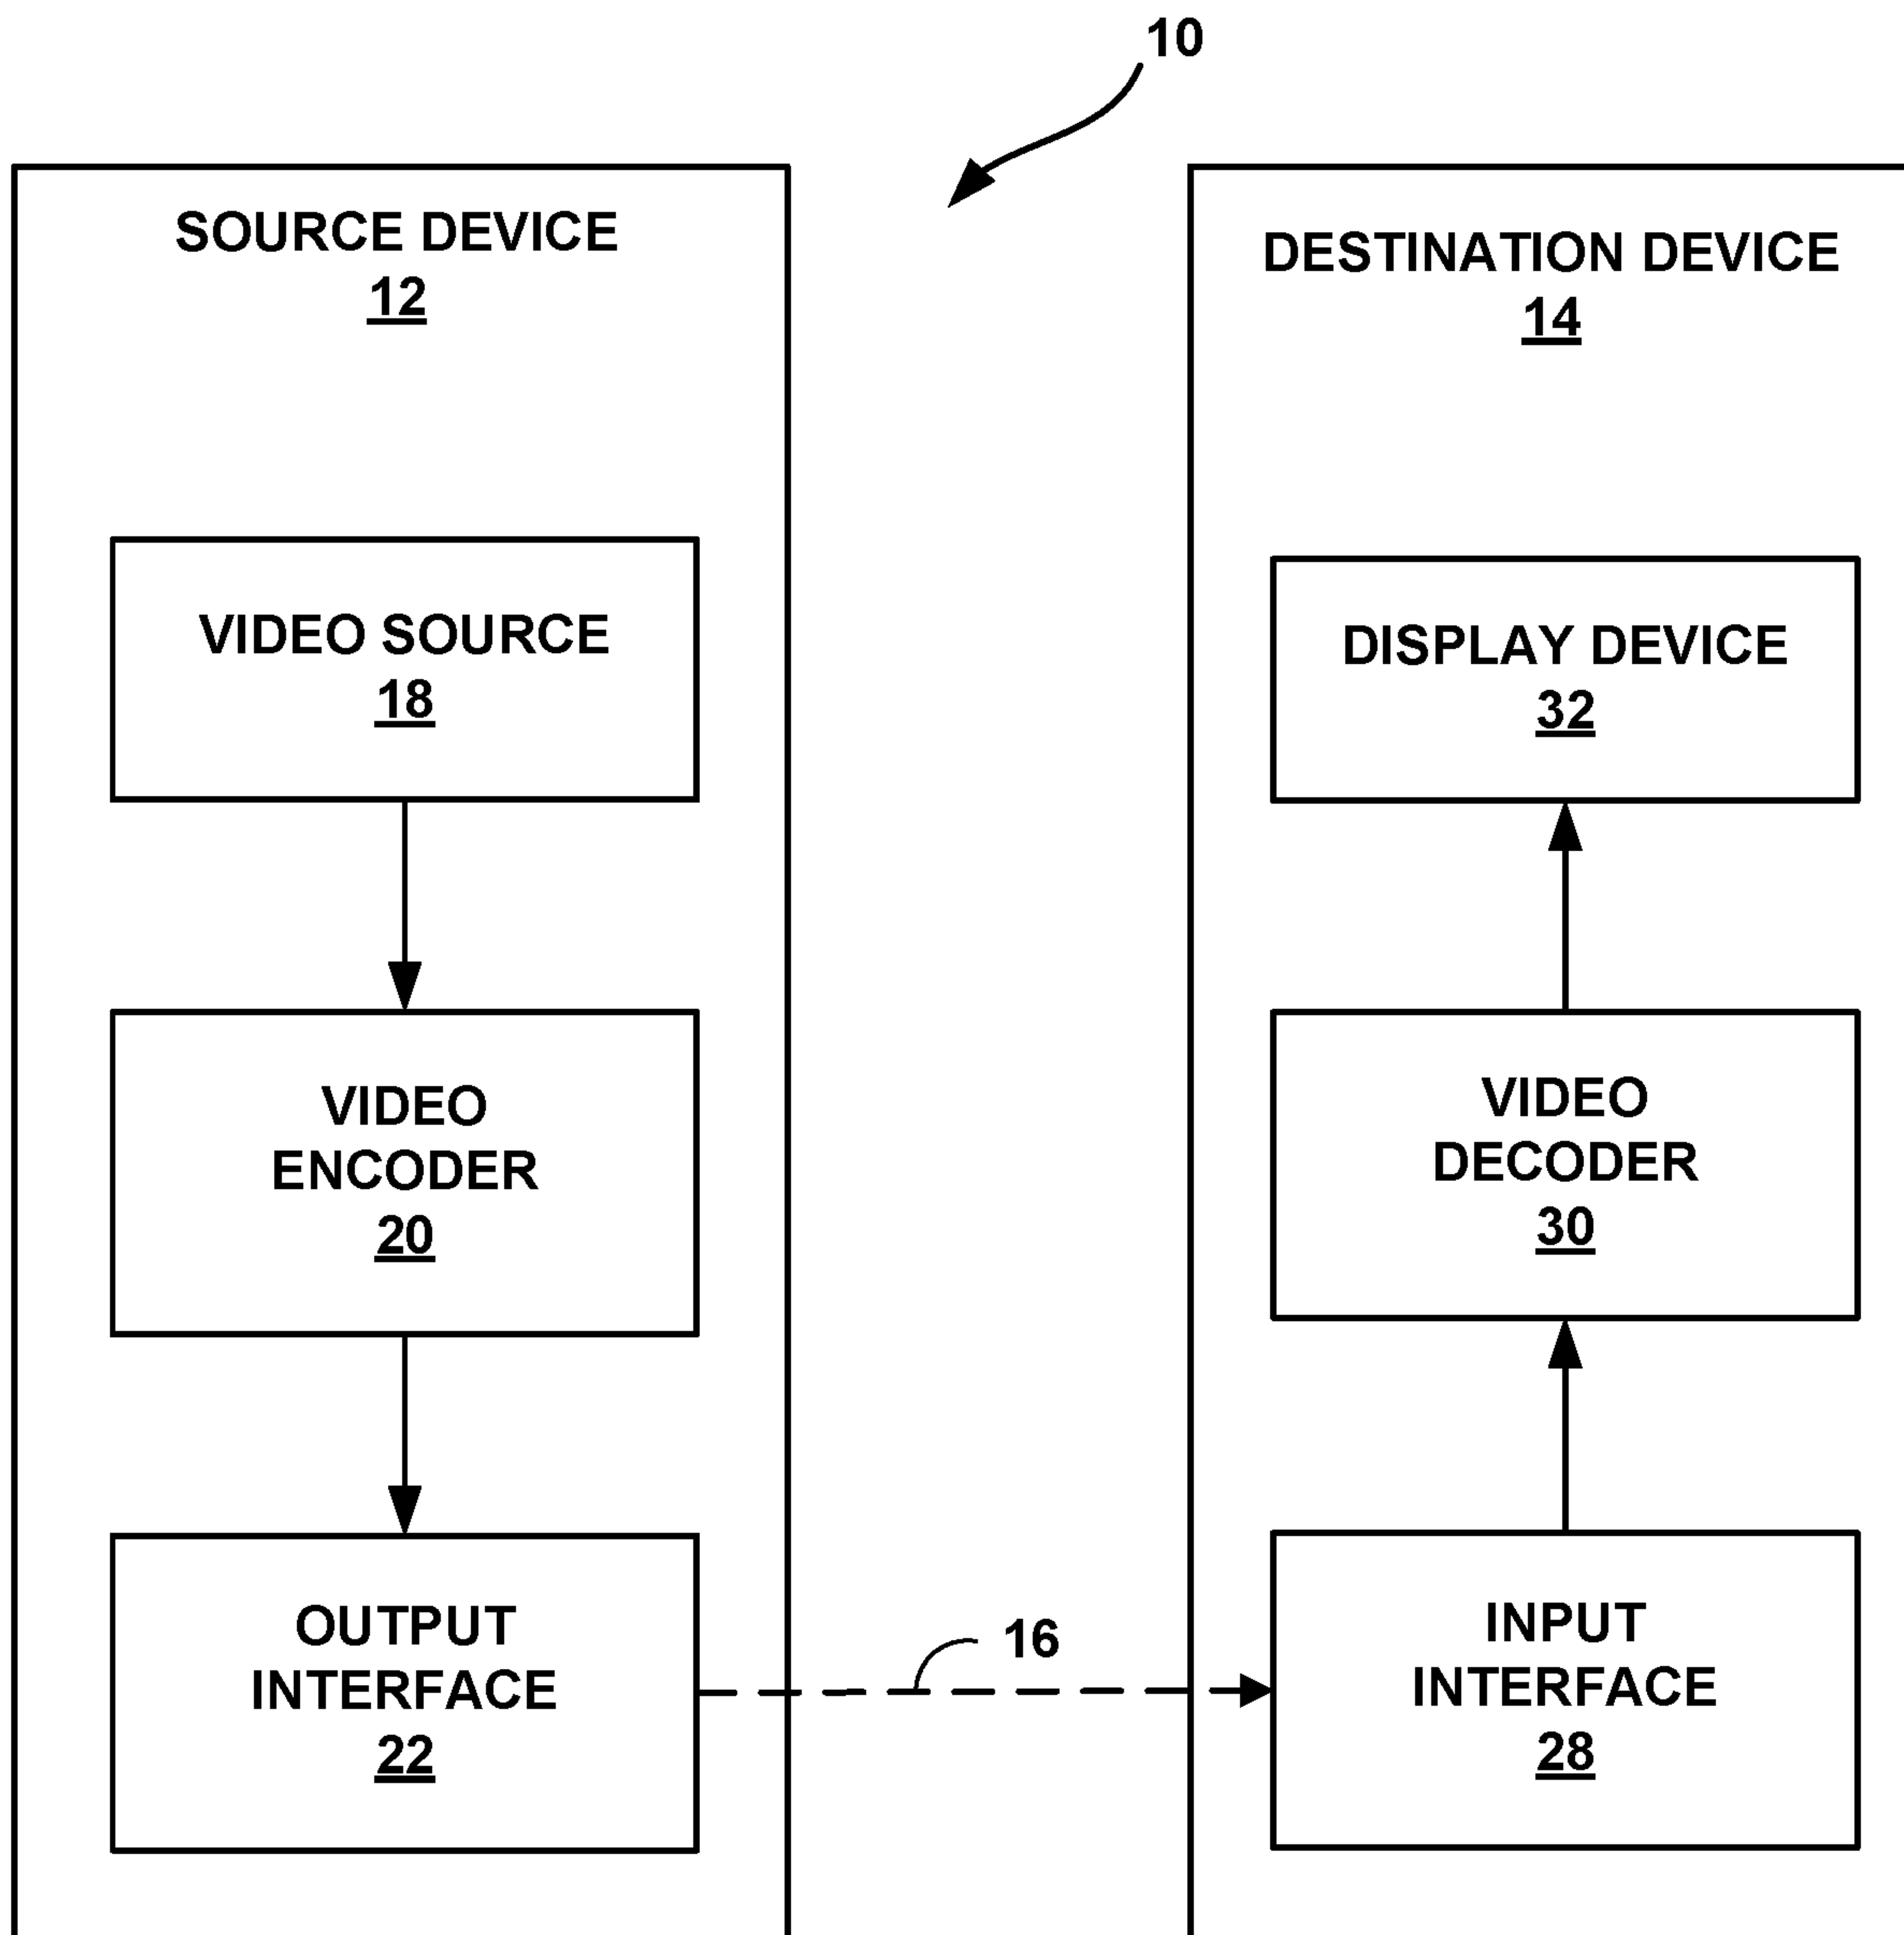 10
SOURCE DEVICE
12
VIDEO SOURCE
18
VIDEO
ENCODER
20
OUTPUT
INTERFACE
22
16
DESTINATION DEVICE
14
DISPLAY DEVICE
32
VIDEO
DECODER
30
INPUT
INTERFACE
28